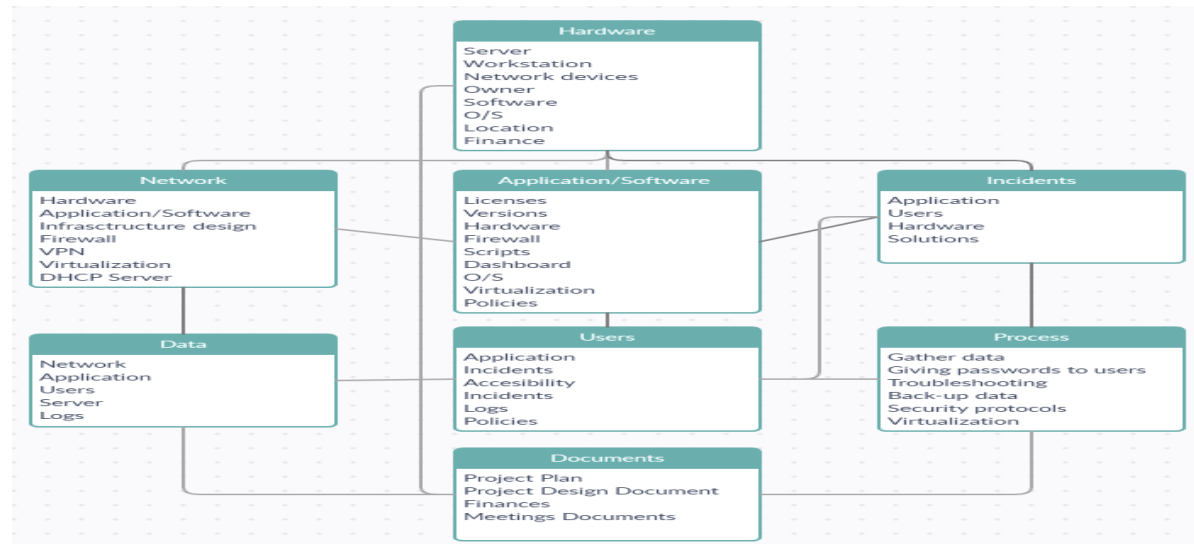 Hardware
Server
Workstation
Network devices
Owner
Software
O/S
Location
Finance
Network
Hardware
Application/Software
Infrasctructure design
Firewall
VPN
Virtualization
DHCP Server
Application/Software
Licenses
Versions
Hardware
Firewall
Scripts
Dashboard
O/S
Virtualization
Policies
Incidents
Application
Users
Hardware
Solutions
Data
Network
Application
Users
Server
Logs
Users
Application
Incidents
Accesibility
Incidents
Logs
Policies
Process
Gather data
Giving passwords to users
Troubleshooting
Back-up data
Security protocols
Virtualization
Documents
Project Plan
Project Design Document
Finances
Meetings Documents